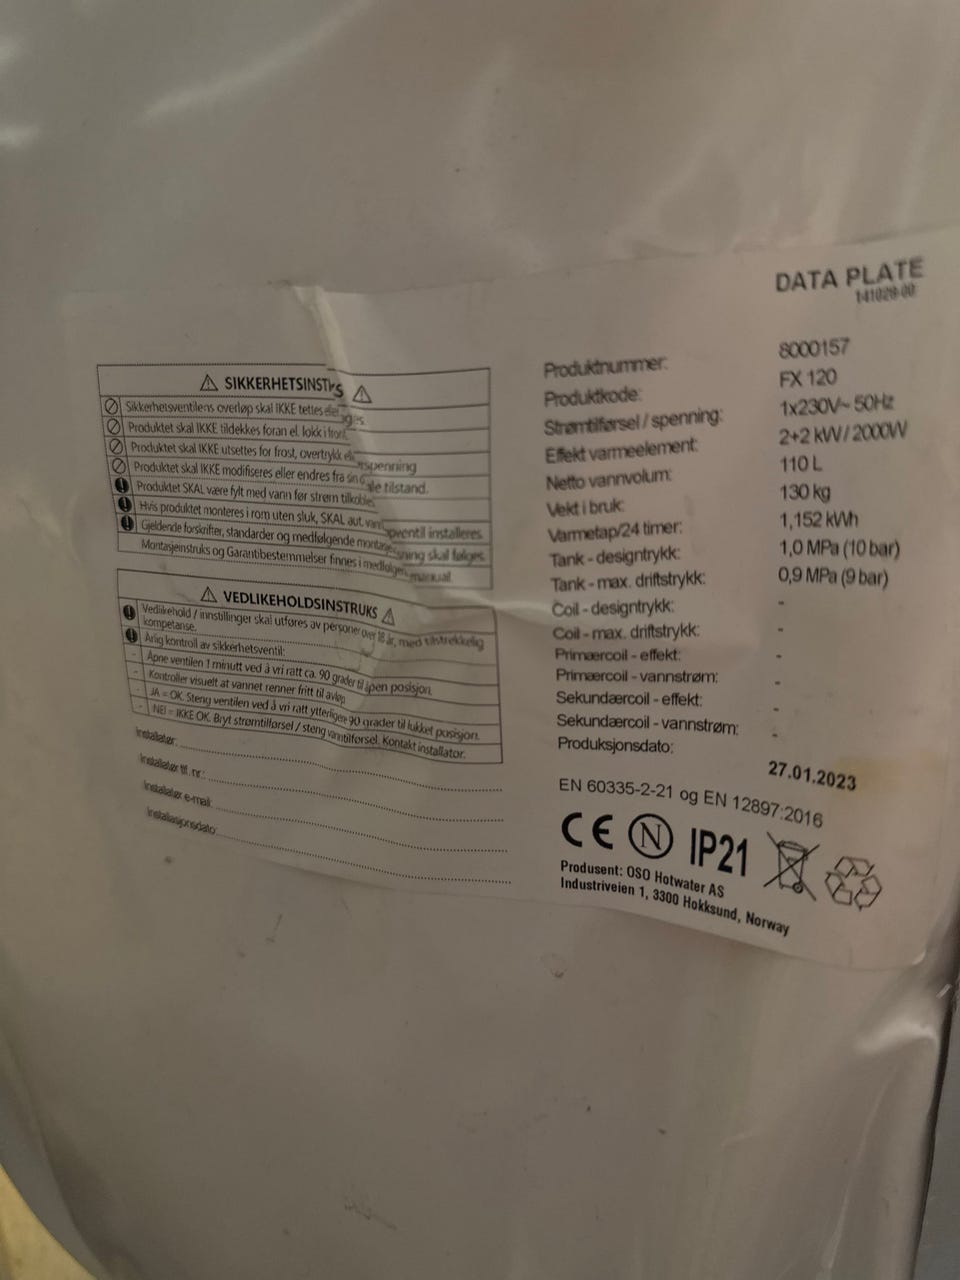 DATA PLATE
141029-00
SIKKERHETSINST
Sikkerhetsventilens overløp skal IKKE tettes
Produktet skal IKKE tildekkes foran el. lokk i front
Produktet skal IKKE utsettes for frost, overtrykk
Produktet skal IKKE modifiseres eller endres fra tilstand.
Produktet SKAL være fylt med vann før strøm tilkobles
Hvis produktet monteres i rom uten sluk, SKAL aut. installeres
Gjeldende forskrifter, standarder og medfølgende skal følges
Montasjeinstruks og Garantibestemmelser finnes i manual
VEDLIKEHOLDSINSTRUKS
Vedlikehold / innstillinger skal utføres av personer over 18 år, med tilstrekkelig
kompetanse.
Årlig kontroll av sikkerhetsventil:
- Åpne ventilen 1 minutt ved å vri ratt ca. 90 grader til åpen posisjon
- Kontroller visuelt at vannet renner fritt til avløp
- JA = OK. Steng ventilen ved å vri ratt ytterligere 90 grader til lukket posisjon.
- NEI = IKKE OK. Bryt strømtilførsel / steng vanntilførsel. Kontakt installatør.
Installatør:
Installatør tlf. nr.:
Installatør e-mail:
Installasjonsdato:
Produktnummer: 8000157
Produktkode: FX 120
Strømtilførsel / spenning: 1x230V~ 50Hz
Effekt varmeelement: 2+2 kW / 2000W
Netto vannvolum: 110 L
Vekt i bruk: 130 kg
Varmetap/24 timer: 1,152 kWh
Tank - designtrykk: 1,0 MPa (10 bar)
Tank - max. driftstrykk: 0,9 MPa (9 bar)
Coil - designtrykk: -
Coil - max. driftstrykk: -
Primærcoil - effekt: -
Primærcoil - vannstrøm: -
Sekundærcoil - effekt: -
Sekundærcoil - vannstrøm: -
Produksjonsdato: 27.01.2023
EN 60335-2-21 og EN 12897:2016
CE N IP21
Produsent: OSO Hotwater AS
Industriveien 1, 3300 Hokksund, Norway